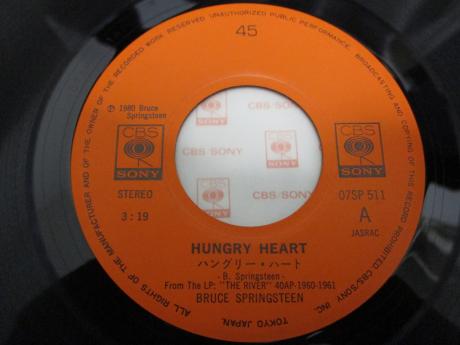 45
ALL RIGHTS OF THE MANUFACTURER AND OF THE OWNER OF THE RECORDED WORK RESERVED UNAUTHORIZED PUBLIC PERFORMANCE, BROADCASTING AND COPYING OF THIS RECORD PROHIBITED CBS/SONY INC. TOKYO JAPAN.
℗ 1980 Bruce
Springsteen
CBS
SONY
STEREO
3:19
CBS
SONY
07SP 511
A
JASRAC
CBS/SONY
CBS/SONY
HUNGRY HEART
ハングリー・ハート
- B. Springsteen -
From The LP: "THE RIVER" 40AP-1960-1961
BRUCE SPRINGSTEEN